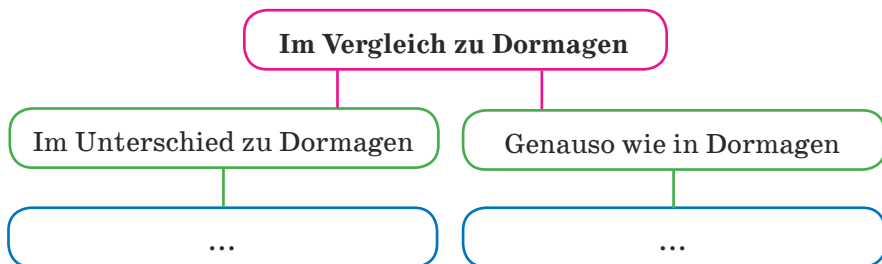 Im Vergleich zu Dormagen
Im Unterschied zu Dormagen
Genauso wie in Dormagen
...
...